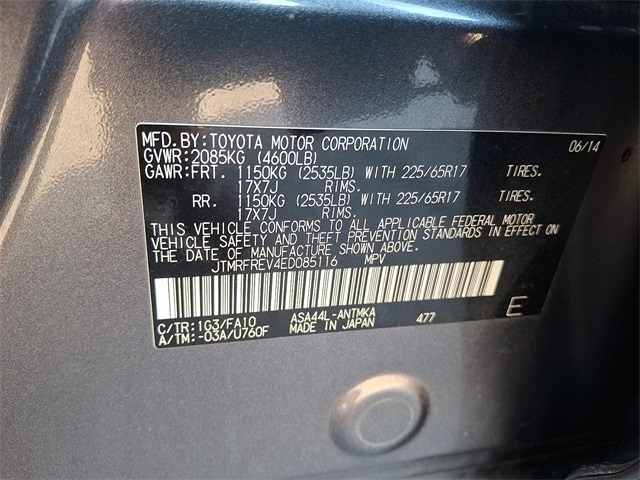 MFD. BY: TOYOTA MOTOR CORPORATION 06/14
GVWR: 2085KG (4600LB)
GAWR: FRT. 1150KG (2535LB) WITH 225/65R17 TIRES.
17X7J RIMS.
RR. 1150KG (2535LB) WITH 225/65R17 TIRES.
17X7J RIMS.
THIS VEHICLE CONFORMS TO ALL APPLICABLE FEDERAL MOTOR
VEHICLE SAFETY AND THEFT PREVENTION STANDARDS IN EFFECT ON
THE DATE OF MANUFACTURE SHOWN ABOVE.
JTMRFREV4ED085116 MPV
C/TR: 1G3/FA10 ASA44L-ANTMKA 477 E
A/TM: -03A/U760F MADE IN JAPAN